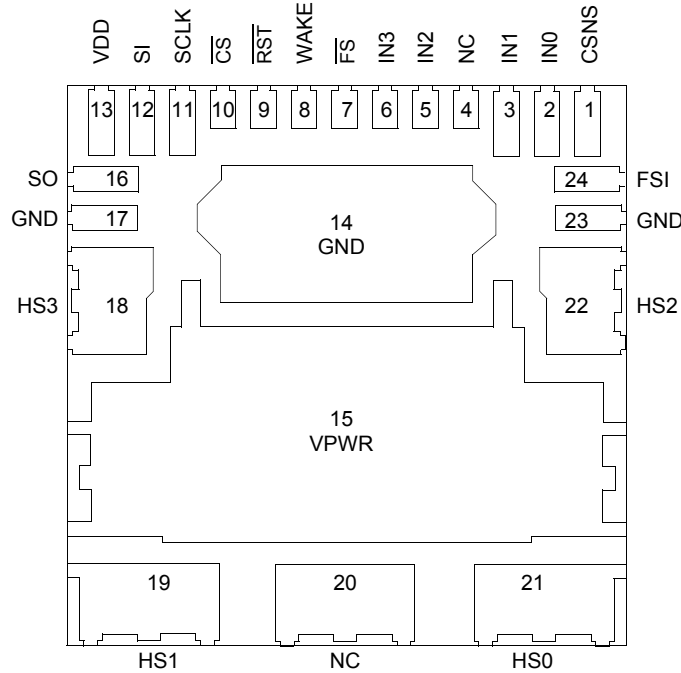 VDD SI SCLK CS RST WAKE FS IN3 IN2 NC IN1 IN0 CSNS
13 12 11 10 9 8 7 6 5 4 3 2 1
SO 16 24 FSI
GND 17 23 GND
14
GND
HS3 18 22 HS2
15
VPWR
19 20 21
HS1 NC HS0